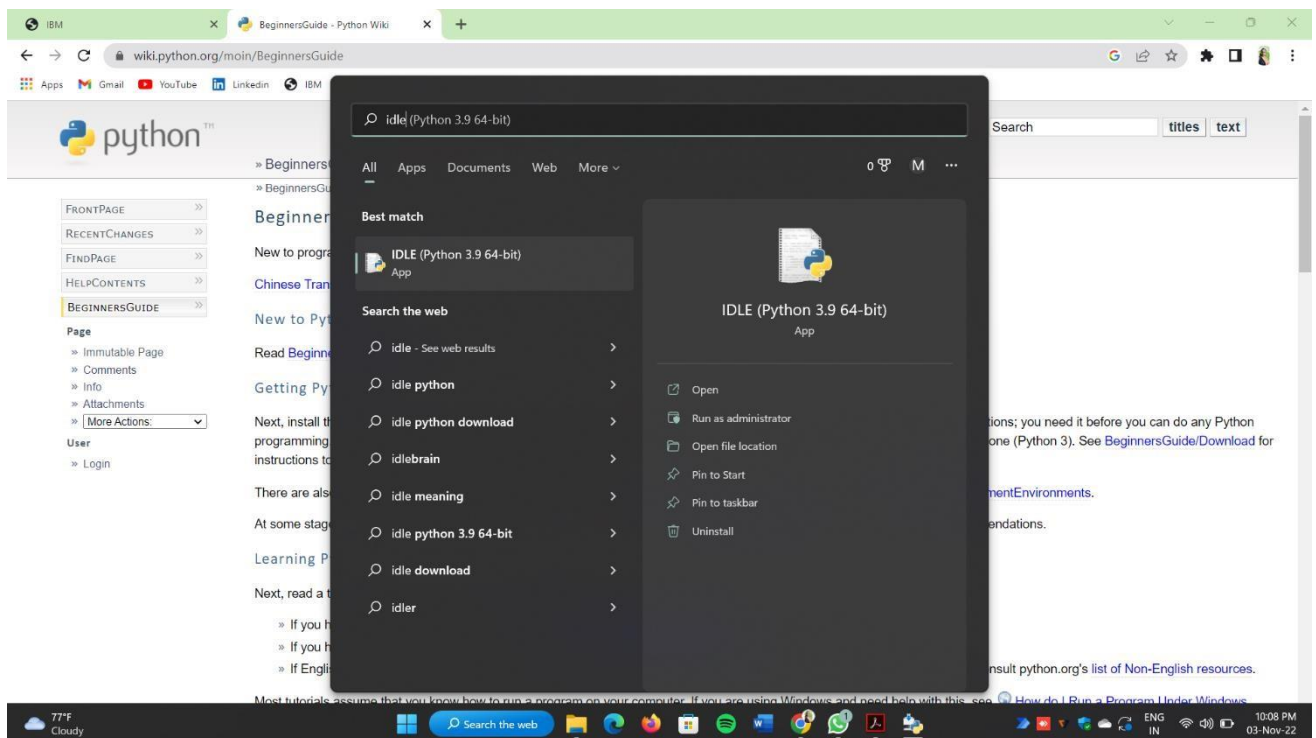 IBM
BeginnersGuide - Python Wiki
wiki.python.org/moin/BeginnersGuide
Apps
Gmail
YouTube
Linkedin
IBM
python™
Search
titles
text
» Beginners
» BeginnersGu
FRONTPAGE
RECENTCHANGES
FINDPAGE
HELPCONTENTS
BEGINNERSGUIDE
Page
» Immutable Page
» Comments
» Info
» Attachments
» More Actions:
User
» Login
Beginner
New to progra
Chinese Tran
New to Pyt
Read Beginne
Getting Py
Next, install th
tions; you need it before you can do any Python
programming
one (Python 3). See BeginnersGuide/Download for
instructions to
There are als
mentEnvironments.
At some stag
endations.
Learning P
Next, read a t
» If you h
» If you h
» If Engli
nsult python.org's list of Non-English resources.
Most tutorials assume that you know how to run a program on your computer. If you are using Windows and need help with this, see How do I Run a Program Under Windows
idle (Python 3.9 64-bit)
All
Apps
Documents
Web
More
0
M
Best match
IDLE (Python 3.9 64-bit)
App
Search the web
idle - See web results
idle python
idle python download
idlebrain
idle meaning
idle python 3.9 64-bit
idle download
idler
IDLE (Python 3.9 64-bit)
App
Open
Run as administrator
Open file location
Pin to Start
Pin to taskbar
Uninstall
77°F
Cloudy
Search the web
ENG
IN
10:08 PM
03-Nov-22